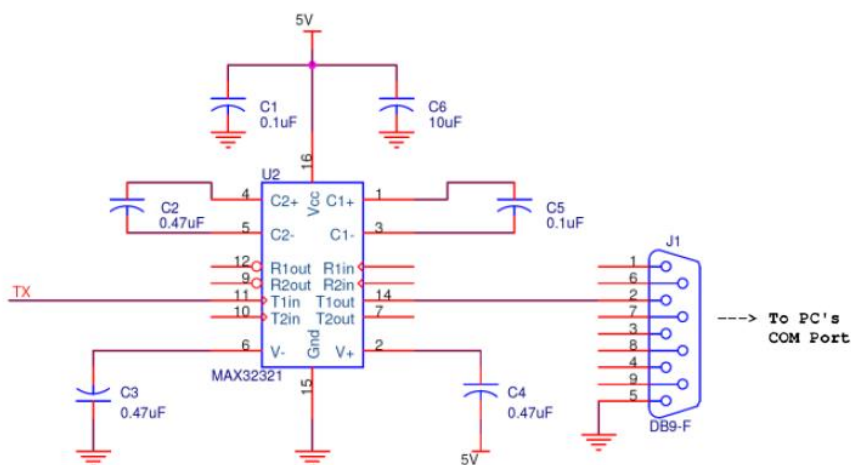 5V
C1
0.1uF
C6
10uF
16
U2
4
C2+
Vcc
C1+
1
C2
0.47uF
C5
0.1uF
5
C2-
C1-
3
J1
12
R1out
R1in
1
9
R2out
R2in
6
TX
11
T1in
T1out
14
2
10
T2in
T2out
7
7
---> To PC's
COM Port
3
8
6
V-
Gnd
V+
2
4
MAX32321
15
9
C3
0.47uF
C4
0.47uF
5
DB9-F
5V